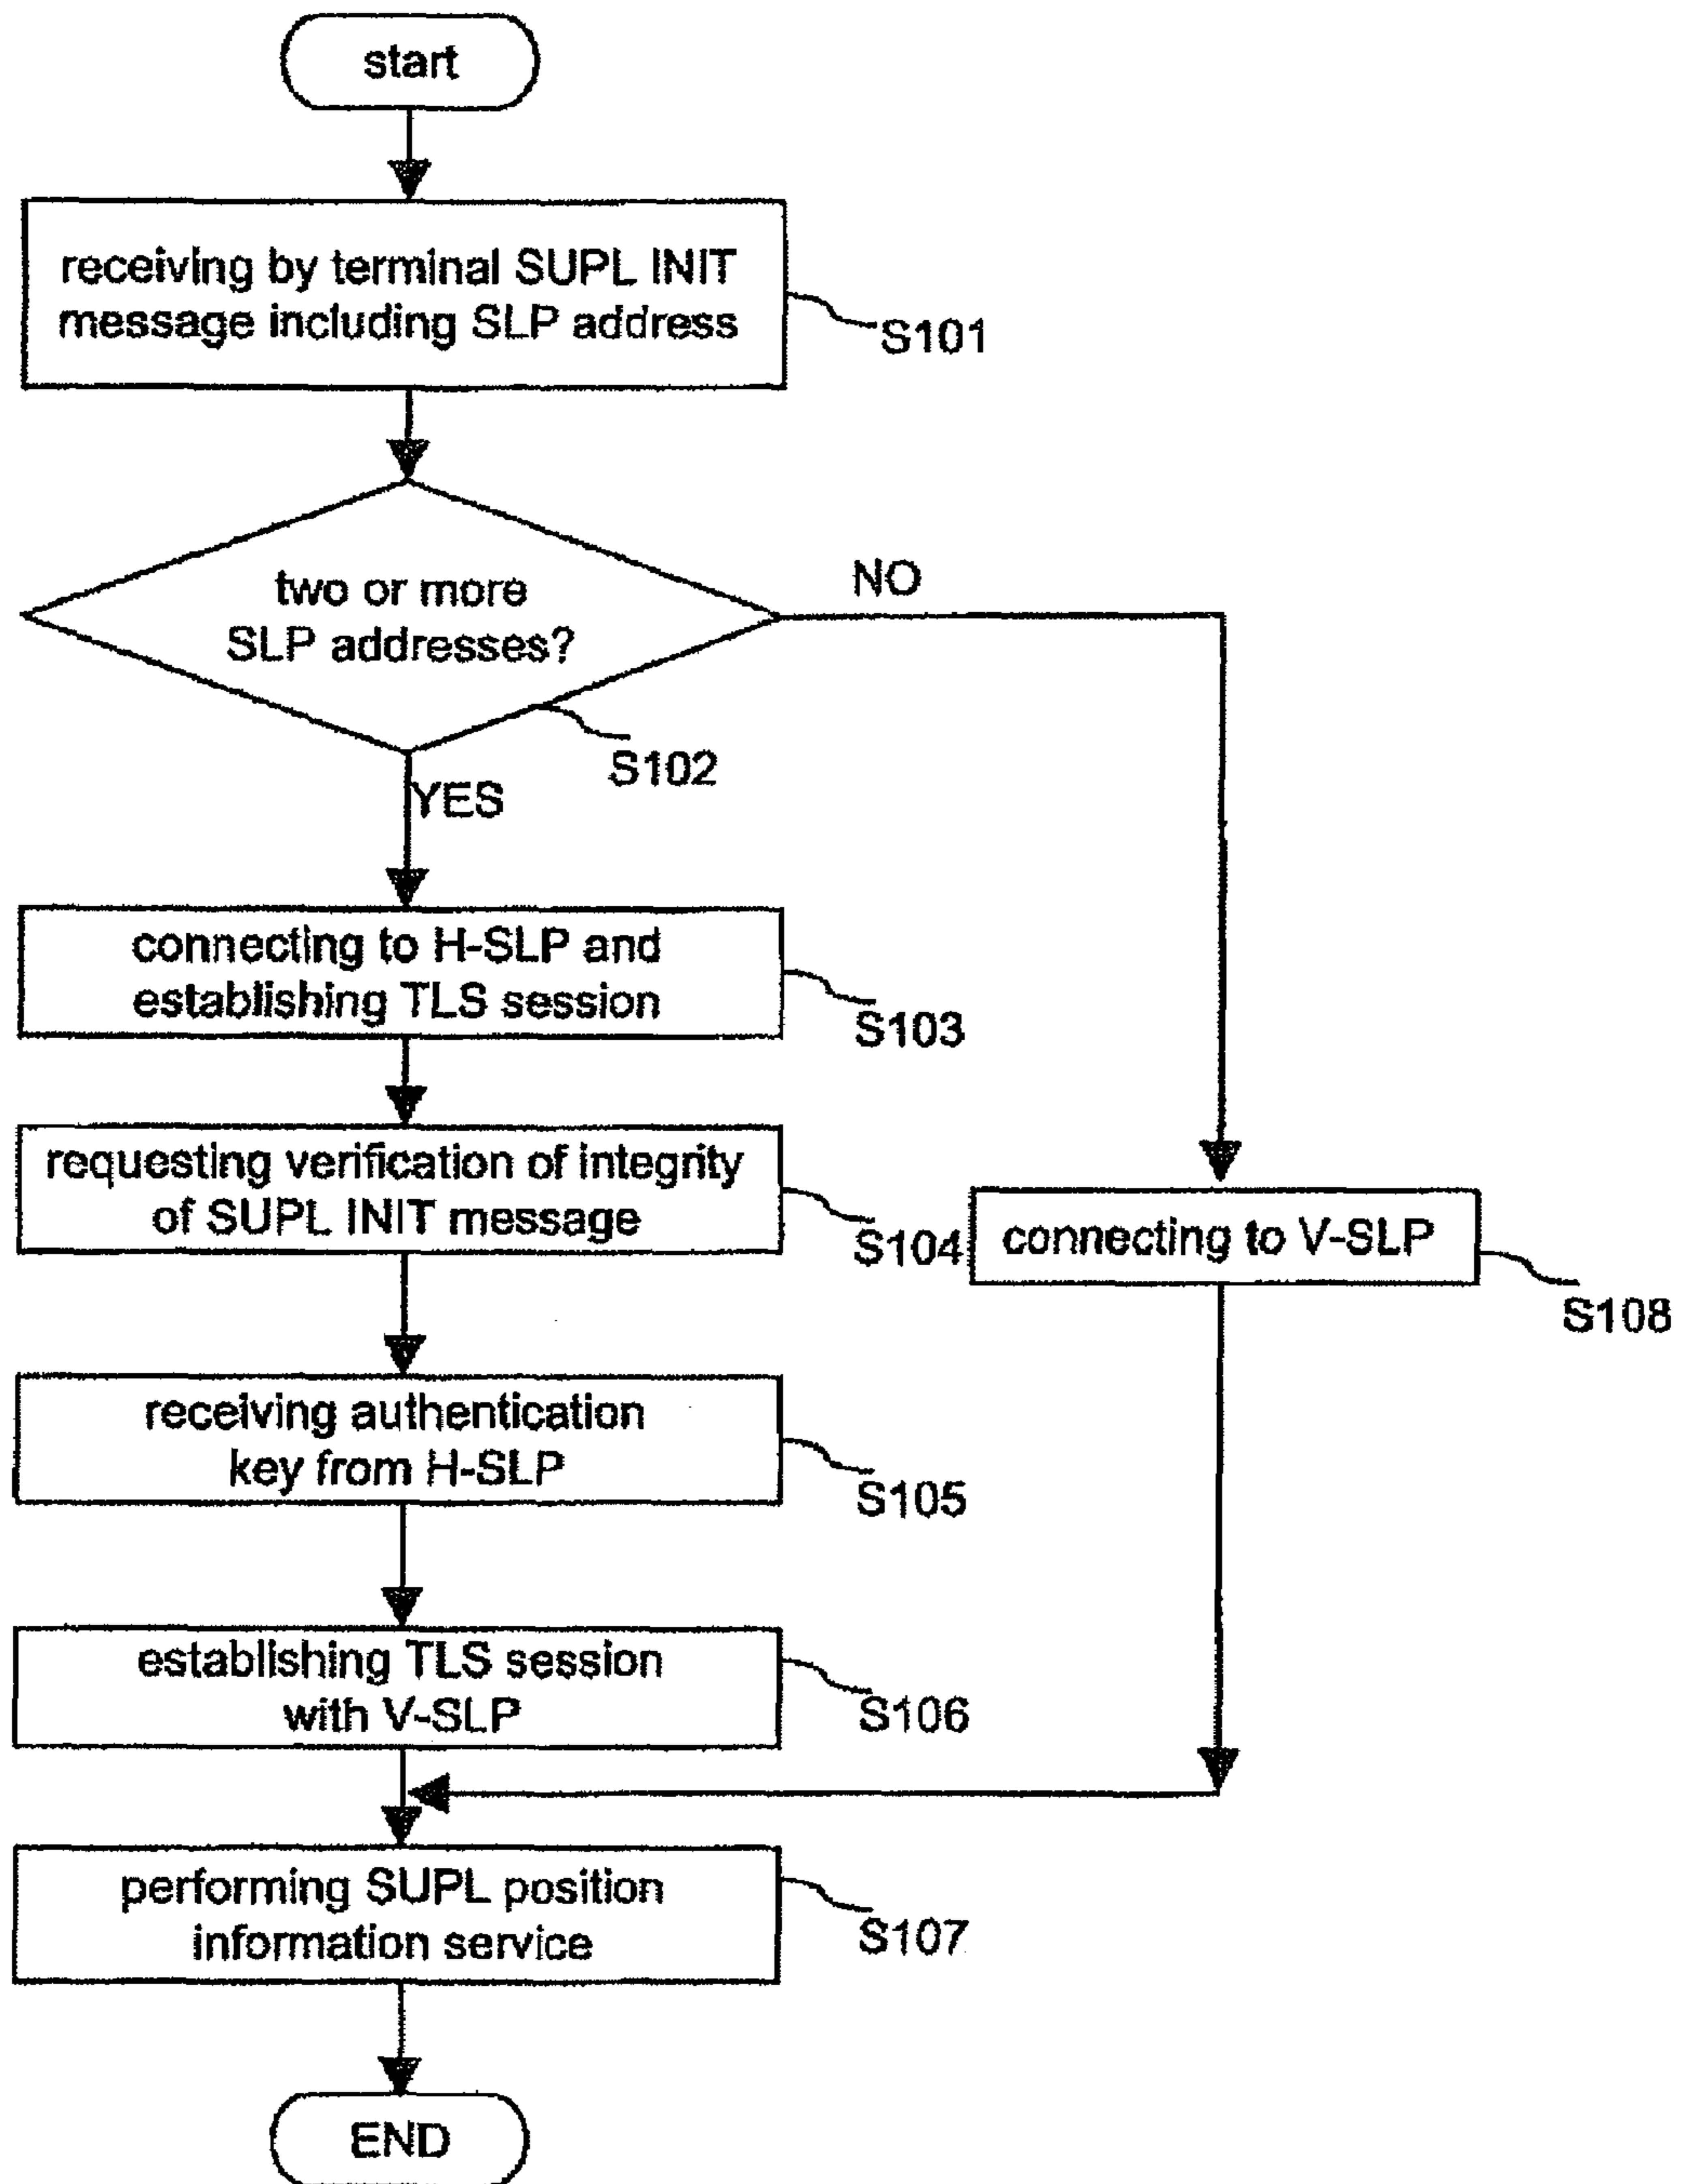 start
receiving by terminal SUPL INIT
message including SLP address
S101
two or more
SLP addresses?
NO
S102
YES
connecting to H-SLP and
establishing TLS session
S103
requesting verification of integrity
of SUPL INIT message
S104
connecting to V-SLP
S108
receiving authentication
key from H-SLP
S105
establishing TLS session
with V-SLP
S106
performing SUPL position
information service
S107
END